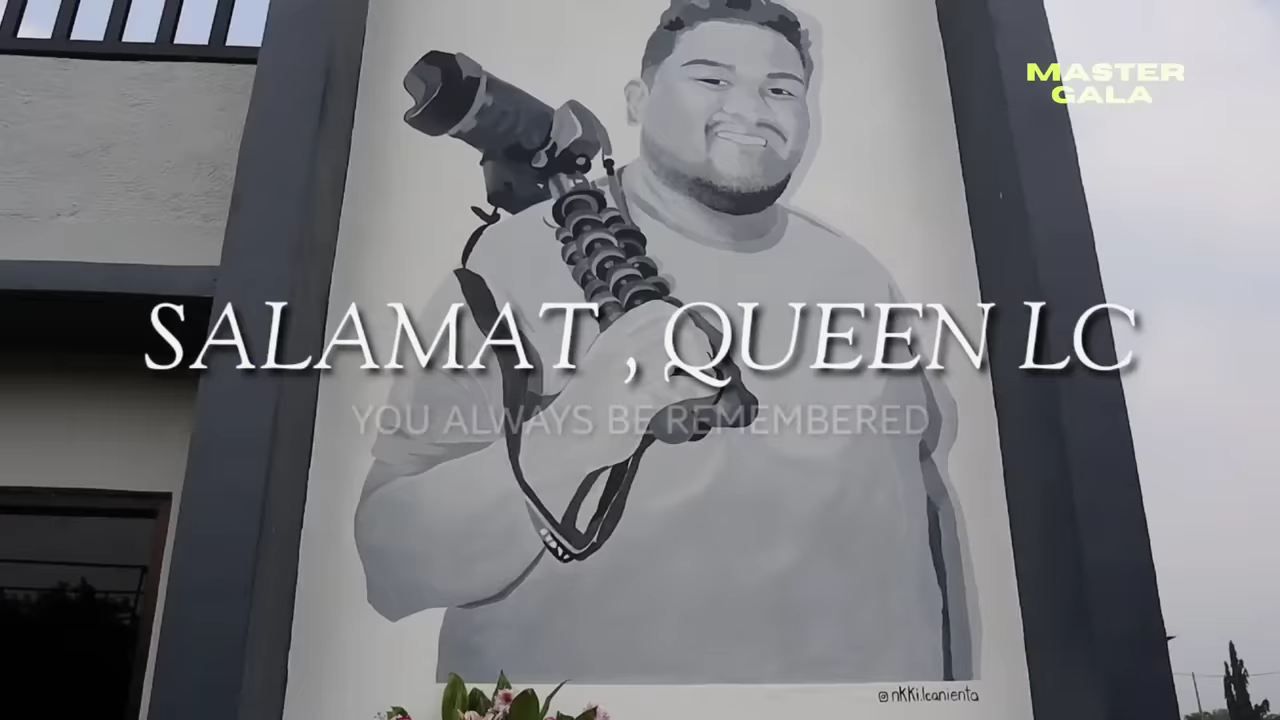 MASTER
GALA
SALAMAT , QUEEN LC
YOU ALWAYS BE REMEMBERED
@nkki.lcanienta